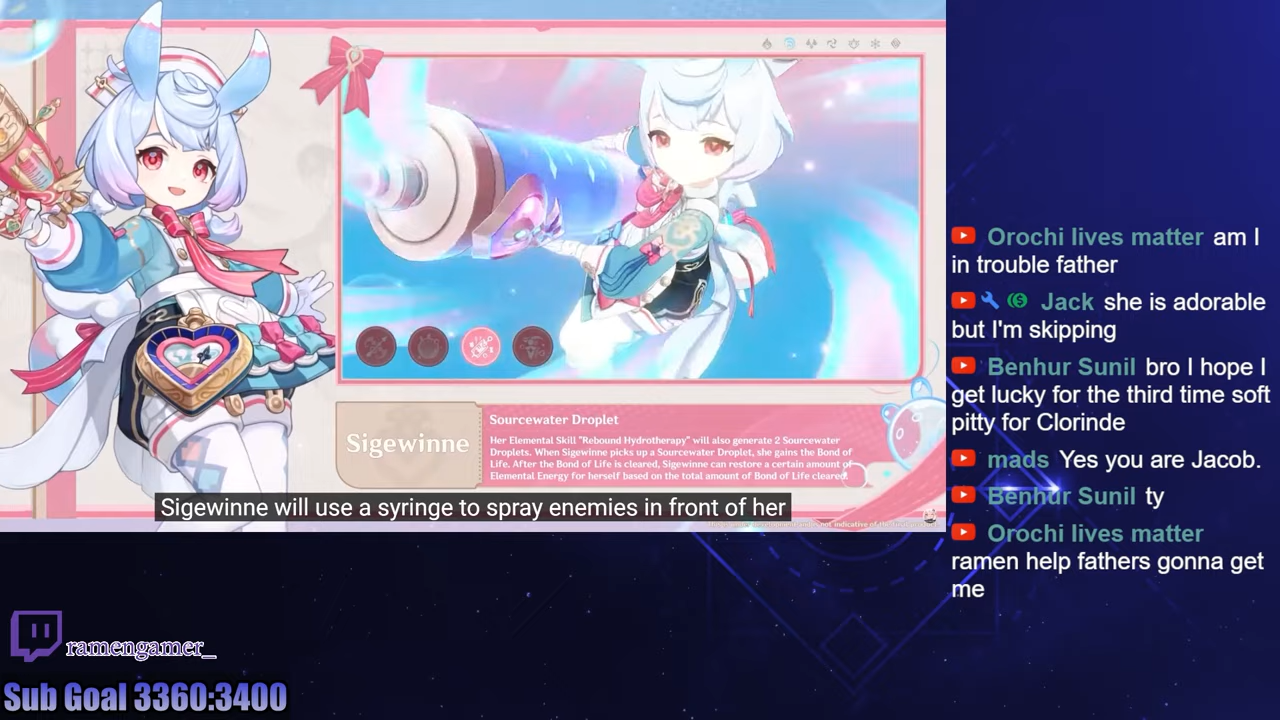 Sigewinne
Sourcewater Droplet
Her Elemental Skill "Rebound Hydrotherapy" will also generate 2 Sourcewater
Droplets. When Sigewinne picks up a Sourcewater Droplet, she gains the Bond of
Life. After the Bond of Life is cleared, Sigewinne can restore a certain amount of
Elemental Energy for herself based on the total amount of Bond of Life cleared.
Sigewinne will use a syringe to spray enemies in front of her
not indicative of the final
Orochi lives matter am I
in trouble father
Jack she is adorable
but I'm skipping
Benhur Sunil bro I hope I
get lucky for the third time soft
pitty for Clorinde
mads Yes you are Jacob.
Benhur Sunil ty
Orochi lives matter
ramen help fathers gonna get
me
ramengamer_
Sub Goal 3360:3400